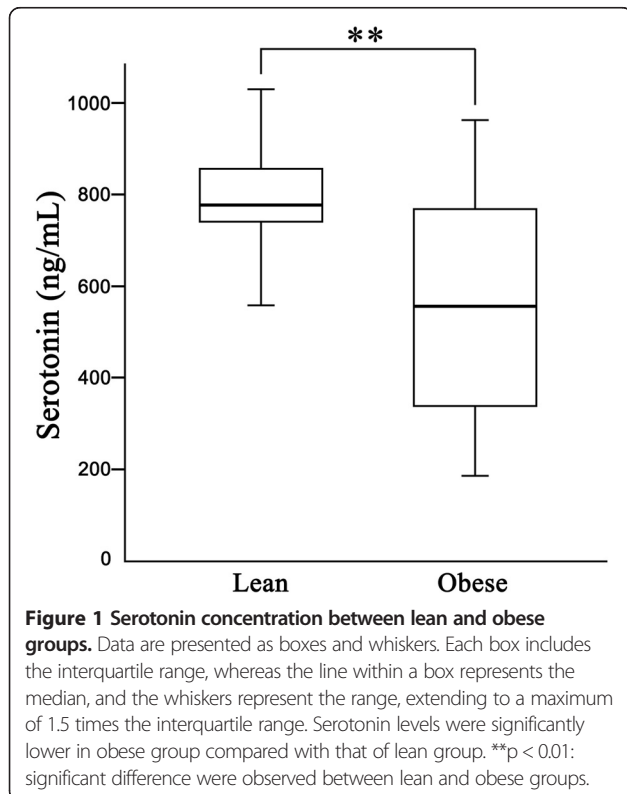 **
1000
800
600
400
200
0
Serotonin (ng/mL)
Lean Obese
Figure 1 Serotonin concentration between lean and obese
groups. Data are presented as boxes and whiskers. Each box includes
the interquartile range, whereas the line within a box represents the
median, and the whiskers represent the range, extending to a maximum
of 1.5 times the interquartile range. Serotonin levels were significantly
lower in obese group compared with that of lean group. **p < 0.01:
significant difference were observed between lean and obese groups.